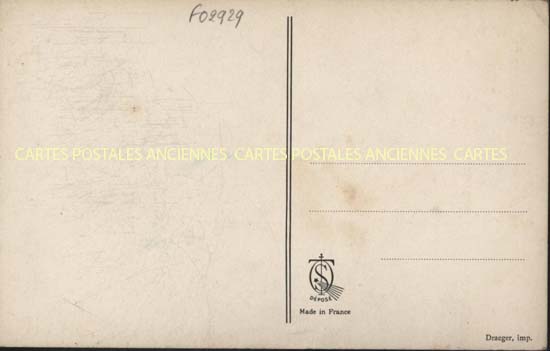 F02929
CARTES POSTALES ANCIENNES CARTES POSTALES ANCIENNES CARTES
DÉPOSÉ
Made in France
Draeger, imp.